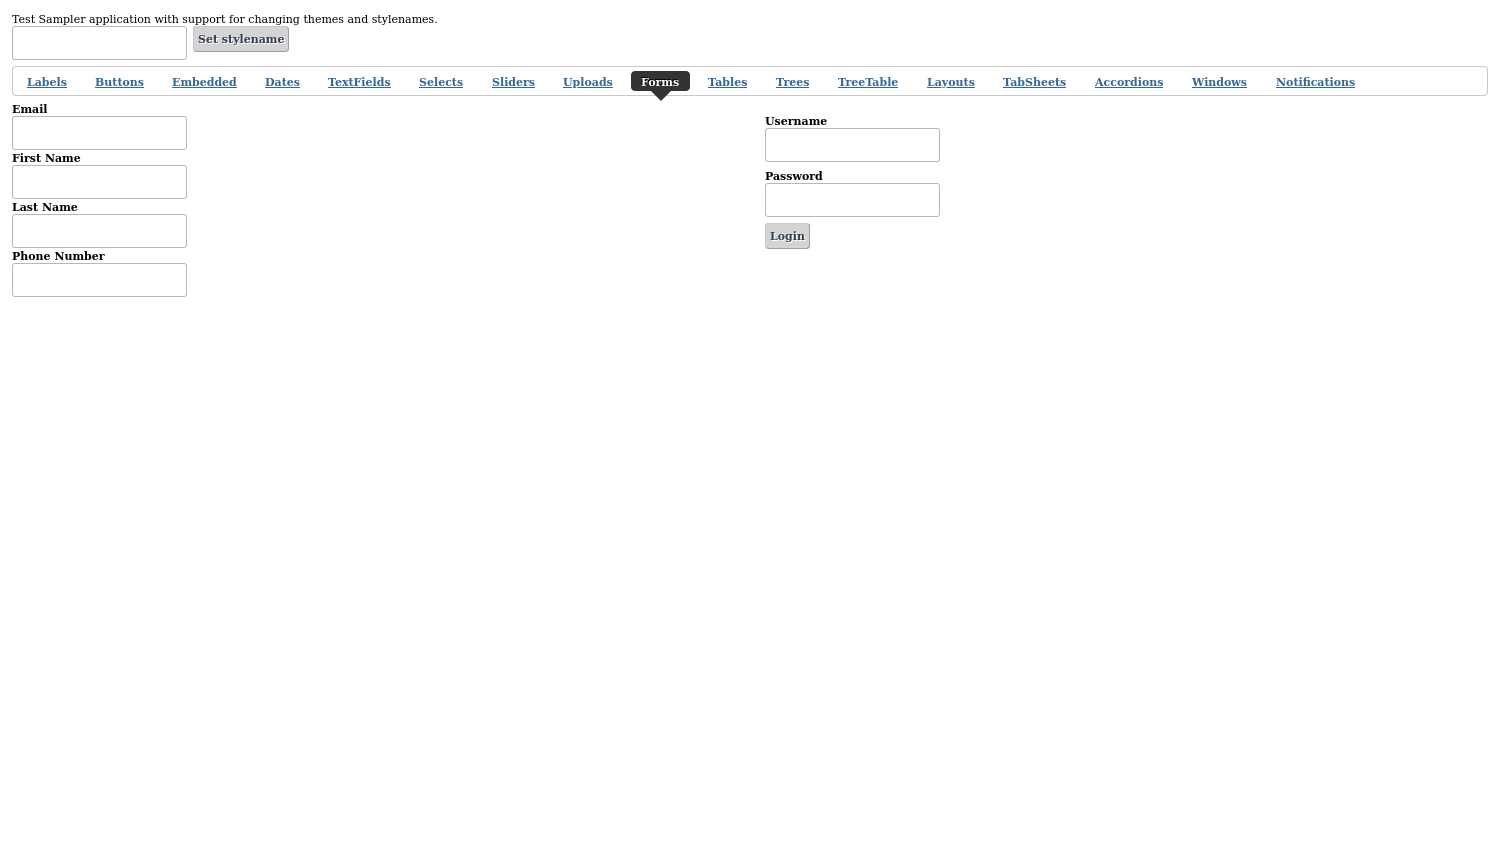 Test Sampler application with support for changing themes and stylenames.
Set stylename
Labels Buttons Embedded Dates TextFields Selects Sliders Uploads Forms Tables Trees TreeTable Layouts TabSheets Accordions Windows Notifications
Email
First Name
Last Name
Phone Number
Username
Password
Login